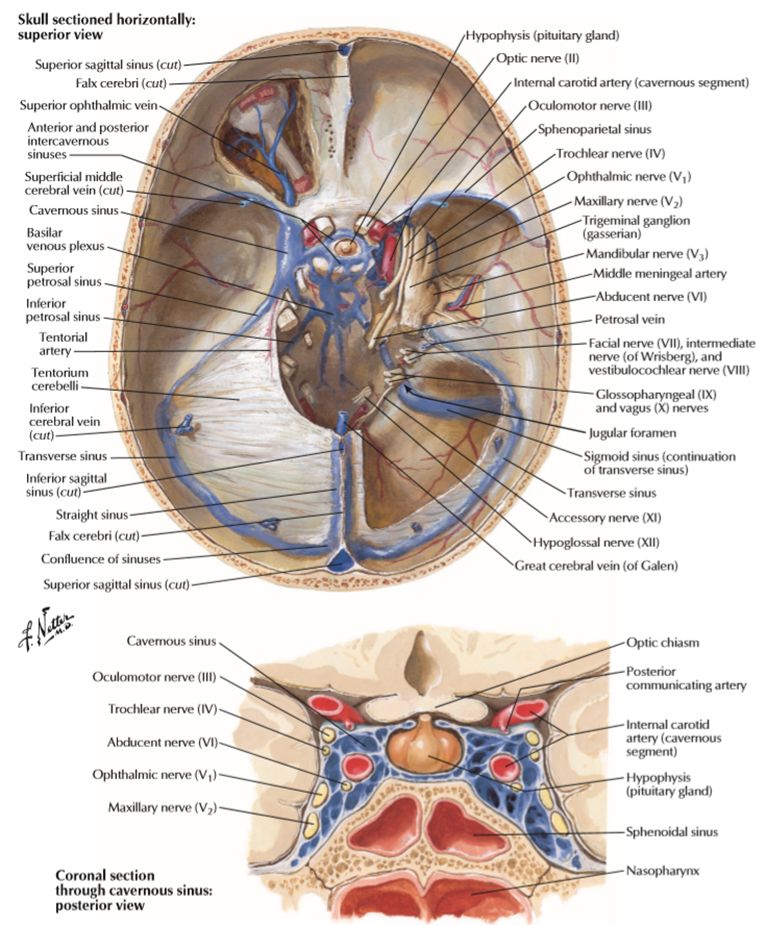 Skull sectioned horizontally:
superior view
Superior sagittal sinus (cut)
Falx cerebri (cut)
Superior ophthalmic vein
Anterior and posterior
intercavernous
sinuses
Superficial middle
cerebral vein (cut)
Cavernous sinus
Basilar
venous plexus
Superior
petrosal sinus
Inferior
petrosal sinus
Tentorial
artery
Tentorium
cerebelli
Inferior
cerebral vein
(cut)
Transverse sinus
Inferior sagittal
sinus (cut)
Straight sinus
Falx cerebri (cut)
Confluence of sinuses
Superior sagittal sinus (cut)
Hypophysis (pituitary gland)
Optic nerve (II)
Internal carotid artery (cavernous segment)
Oculomotor nerve (III)
Sphenoparietal sinus
Trochlear nerve (IV)
Ophthalmic nerve (V1)
Maxillary nerve (V2)
Trigeminal ganglion
(gasserian)
Mandibular nerve (V3)
Middle meningeal artery
Abducent nerve (VI)
Petrosal vein
Facial nerve (VII), intermediate
nerve (of Wrisberg), and
vestibulocochlear nerve (VIII)
Glossopharyngeal (IX)
and vagus (X) nerves
Jugular foramen
Sigmoid sinus (continuation
of transverse sinus)
Transverse sinus
Accessory nerve (XI)
Hypoglossal nerve (XII)
Great cerebral vein (of Galen)
F. Netter
M.D.
Cavernous sinus
Oculomotor nerve (III)
Trochlear nerve (IV)
Abducent nerve (VI)
Ophthalmic nerve (V1)
Maxillary nerve (V2)
Coronal section
through cavernous sinus:
posterior view
Optic chiasm
Posterior
communicating artery
Internal carotid
artery (cavernous
segment)
Hypophysis
(pituitary gland)
Sphenoidal sinus
Nasopharynx